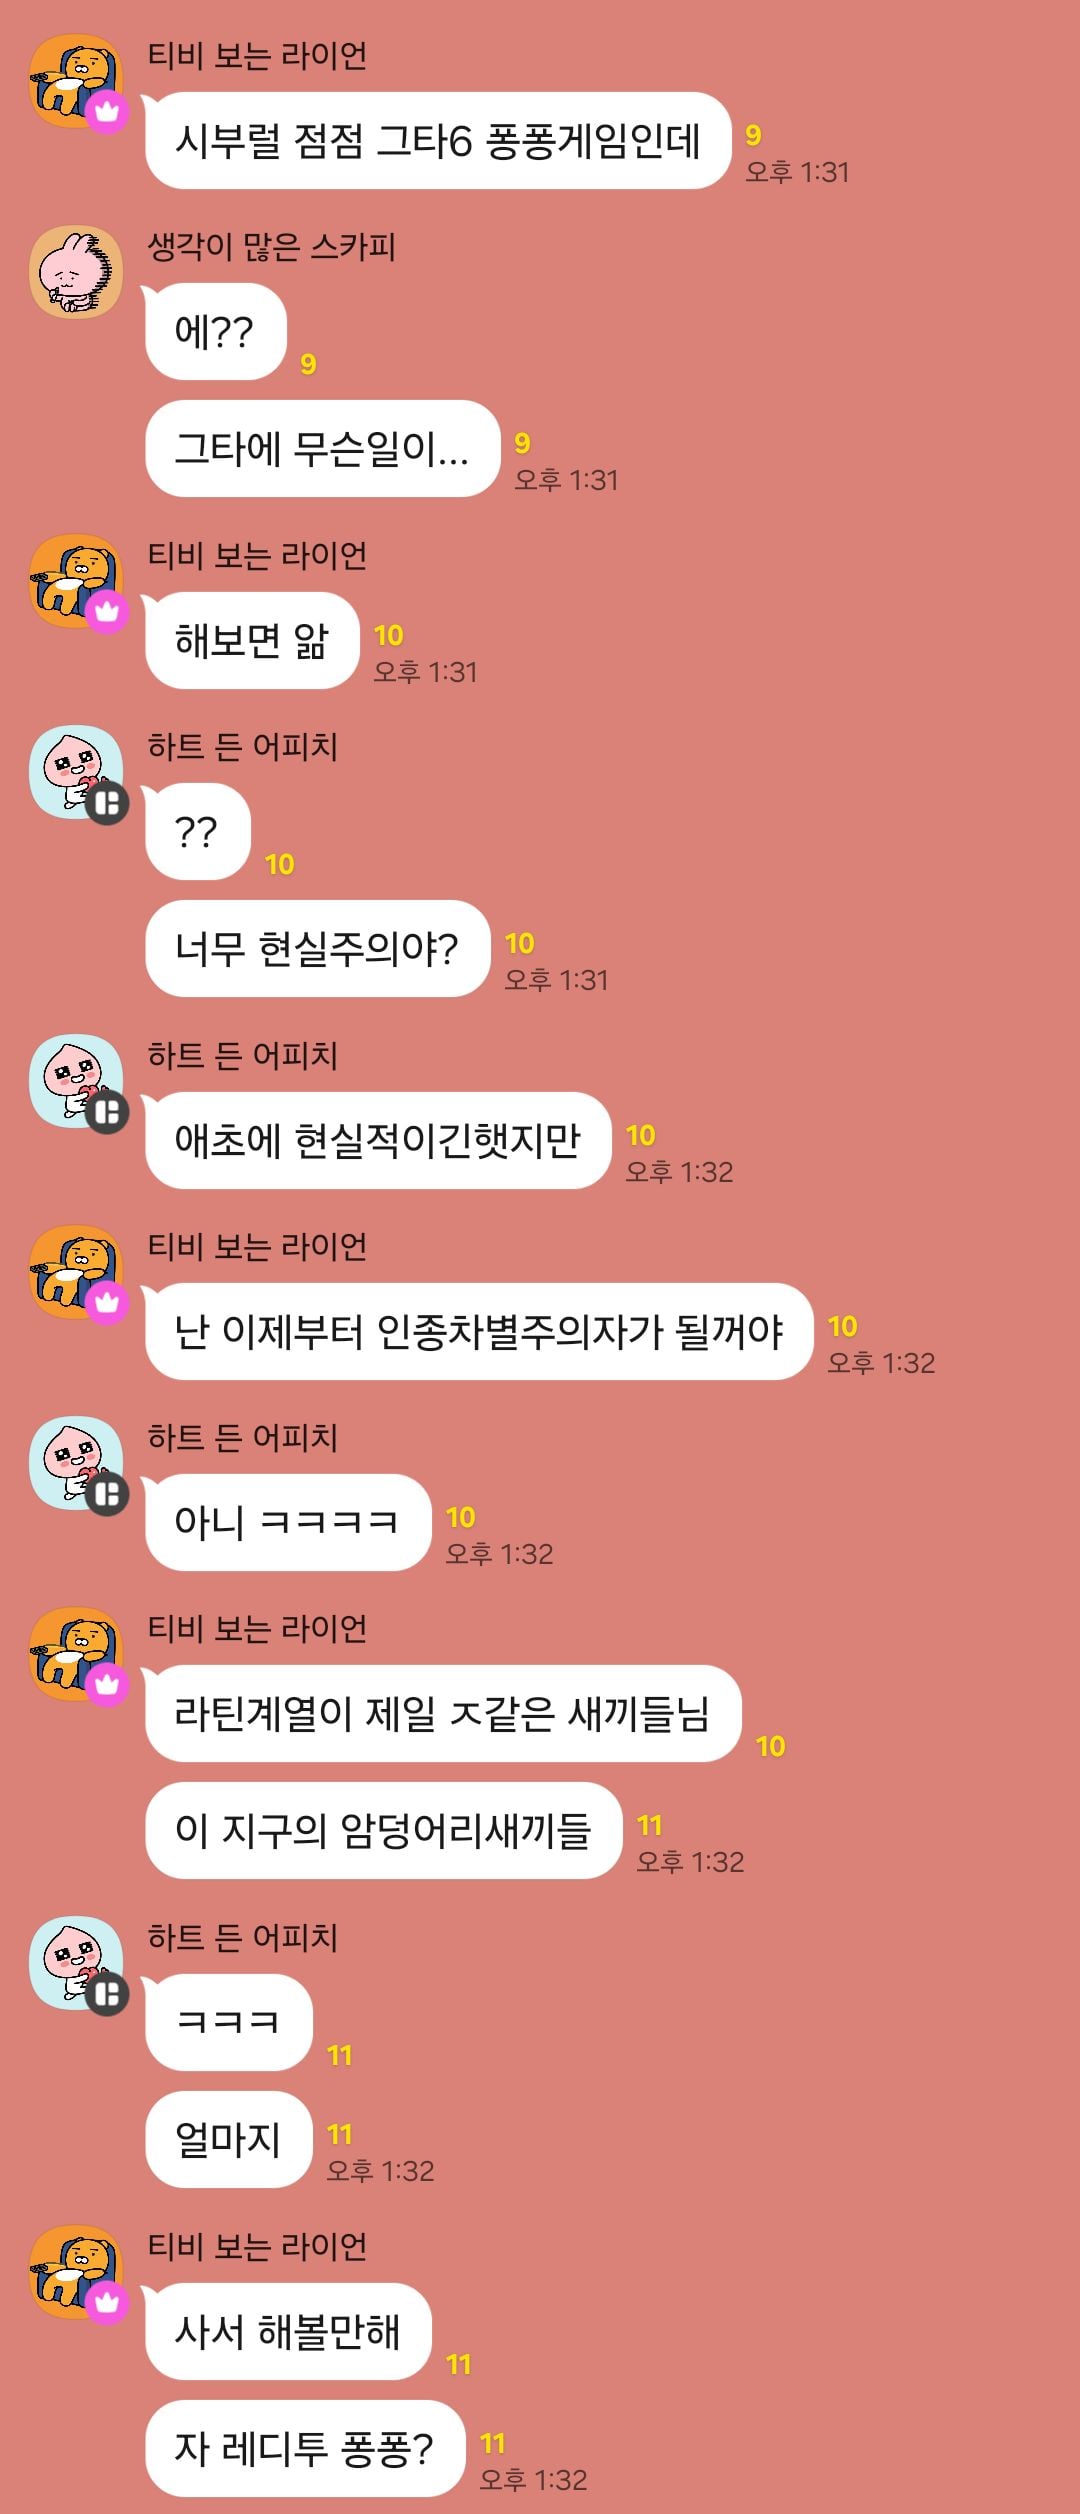 티비 보는 라이언
시부럴 점점 그타6 퐁퐁게임인데
9
오후 1:31
생각이 많은 스카피
에??
9
그타에 무슨일이...
9
오후 1:31
티비 보는 라이언
해보면 앎
10
오후 1:31
하트 든 어피치
??
10
너무 현실주의야?
10
오후 1:31
하트 든 어피치
애초에 현실적이긴햇지만
10
오후 1:32
티비 보는 라이언
난 이제부터 인종차별주의자가 될꺼야
10
오후 1:32
하트 든 어피치
아니 ㅋㅋㅋㅋ
10
오후 1:32
티비 보는 라이언
라틴계열이 제일 ㅈ같은 새끼들님
10
이 지구의 암덩어리새끼들
11
오후 1:32
하트 든 어피치
ㅋㅋㅋ
11
얼마지
11
오후 1:32
티비 보는 라이언
사서 해볼만해
11
자 레디투 퐁퐁?
11
오후 1:32